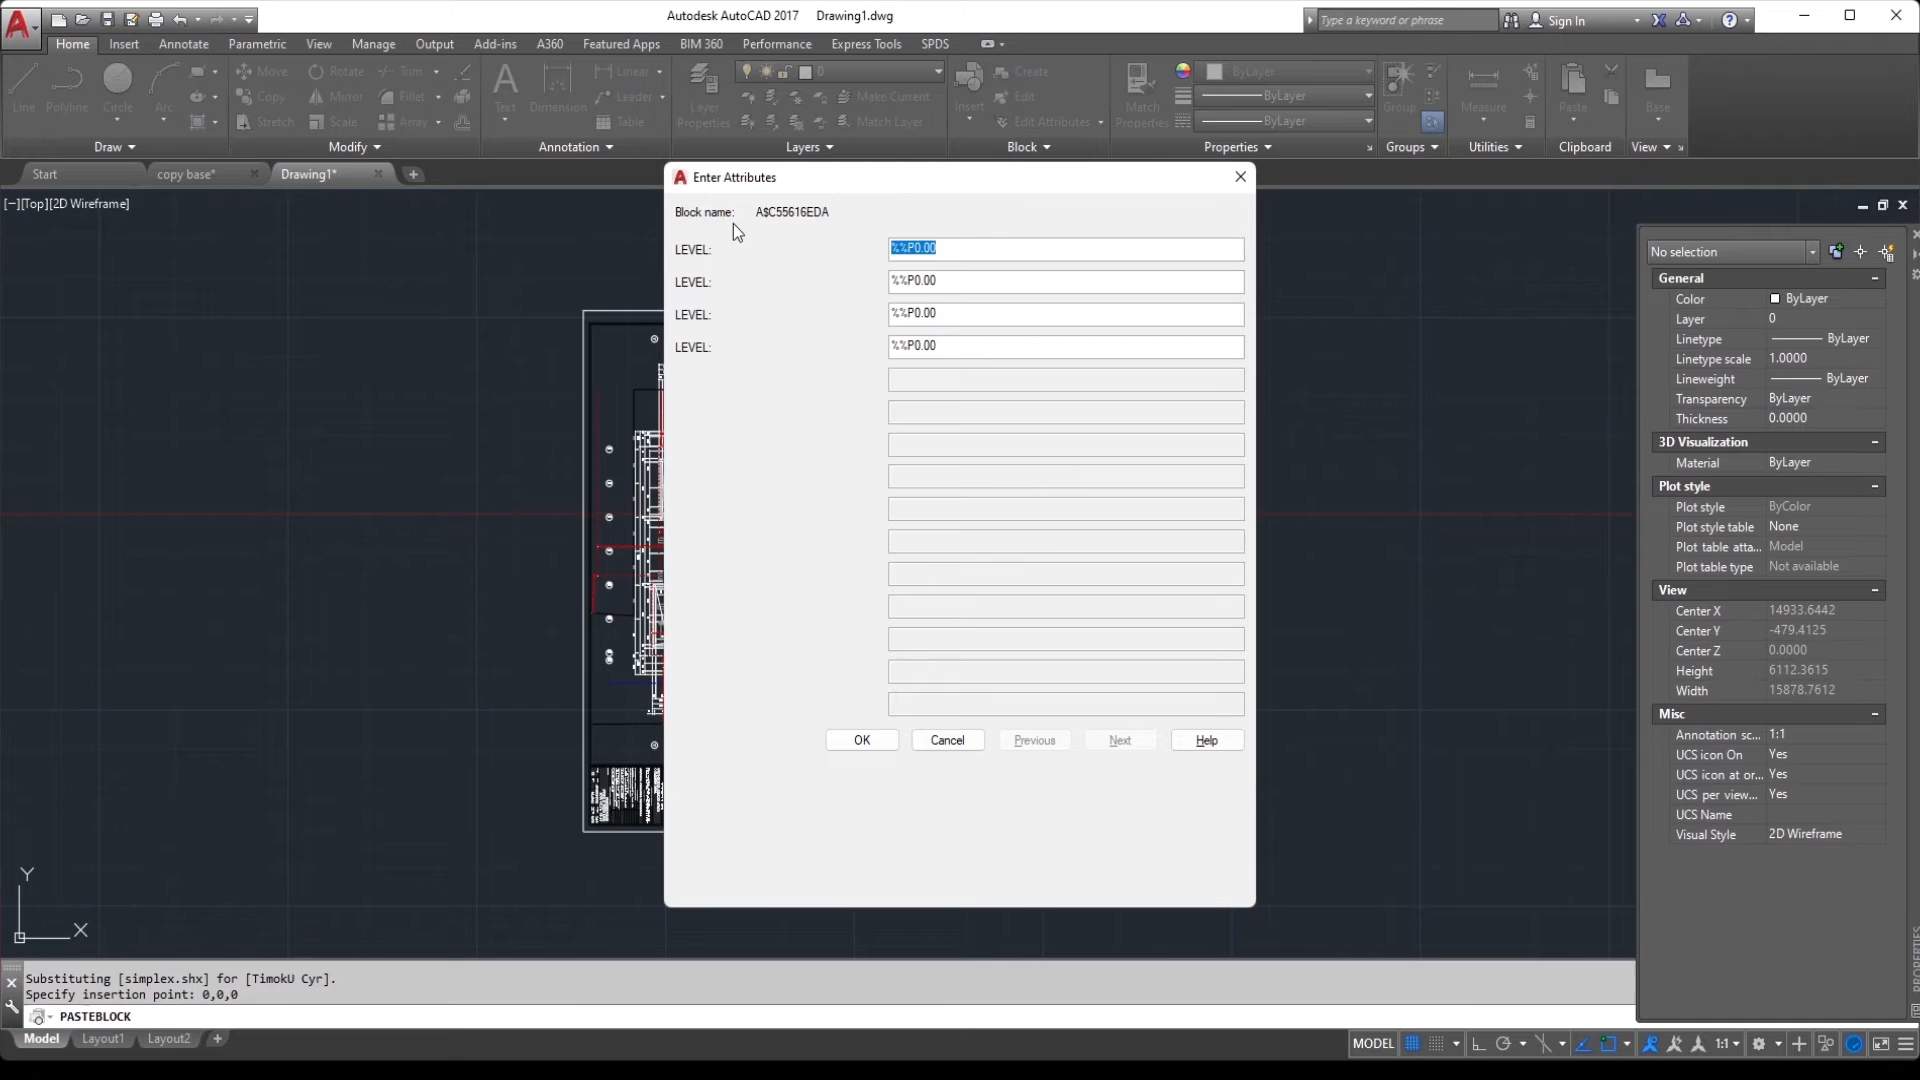 Autodesk AutoCAD 2017 Drawing1.dwg
Type a keyword or phrase
Sign In
Home Insert Annotate Parametric View Manage Output Add-ins A360 Featured Apps BIM 360 Performance Express Tools SPDS
Line Polyline Circle Arc
Move Rotate Trim
Copy Mirror Fillet
Stretch Scale Array
Text Dimension
Linear
Leader
Table
Layer Properties
0
Make Current
Match Layer
Insert
Create
Edit
Edit Attributes
Match Properties
ByLayer
ByLayer
ByLayer
Group
Measure
Paste
Base
Draw Modify Annotation Layers Block Properties Groups Utilities Clipboard View
Start copy base* Drawing1*
[−][Top][2D Wireframe]
Enter Attributes
Block name: A$C55616EDA
LEVEL: %%P0.00
LEVEL: %%P0.00
LEVEL: %%P0.00
LEVEL: %%P0.00
OK Cancel Previous Next Help
No selection
General
Color ByLayer
Layer 0
Linetype ByLayer
Linetype scale 1.0000
Lineweight ByLayer
Transparency ByLayer
Thickness 0.0000
3D Visualization
Material ByLayer
Plot style
Plot style ByColor
Plot style table None
Plot table atta... Model
Plot table type Not available
View
Center X 14933.6442
Center Y -479.4125
Center Z 0.0000
Height 6112.3615
Width 15878.7612
Misc
Annotation sc... 1:1
UCS icon On Yes
UCS icon at or... Yes
UCS per view... Yes
UCS Name
Visual Style 2D Wireframe
PROPERTIES
Y
X
Substituting [simplex.shx] for [TimokU Cyr].
Specify insertion point: 0,0,0
PASTEBLOCK
Model Layout1 Layout2
MODEL 1:1